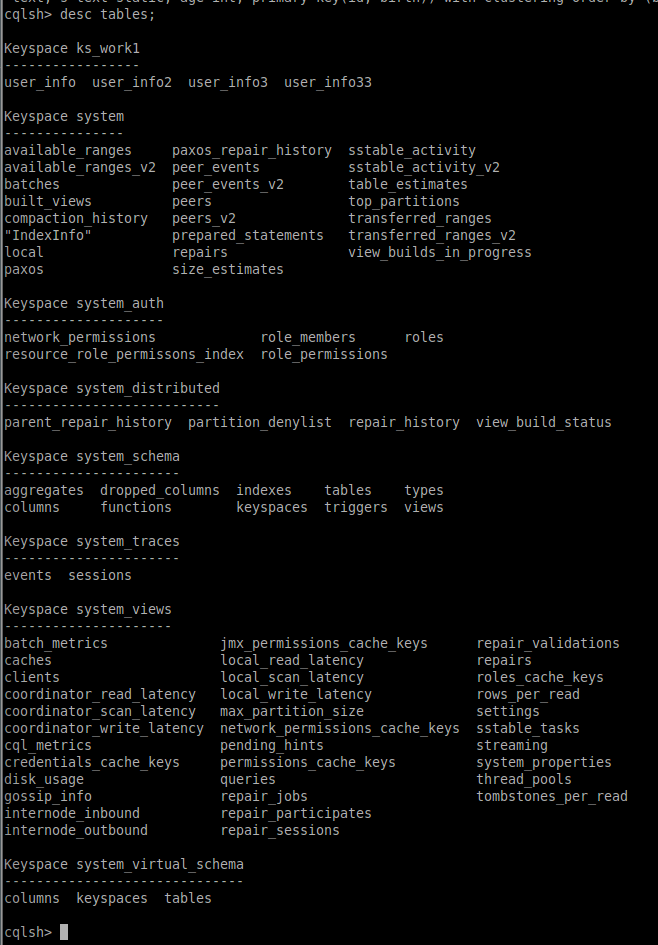 text, s text static, age int, primary key(id, birth)) with clustering order by (b
cqlsh> desc tables;
Keyspace ks_work1
-----------------
user_info  user_info2  user_info3  user_info33
Keyspace system
---------------
available_ranges     paxos_repair_history  sstable_activity
available_ranges_v2  peer_events           sstable_activity_v2
batches              peer_events_v2        table_estimates
built_views          peers                 top_partitions
compaction_history   peers_v2              transferred_ranges
"IndexInfo"          prepared_statements   transferred_ranges_v2
local                repairs               view_builds_in_progress
paxos                size_estimates
Keyspace system_auth
--------------------
network_permissions             role_members      roles
resource_role_permissons_index  role_permissions
Keyspace system_distributed
---------------------------
parent_repair_history  partition_denylist  repair_history  view_build_status
Keyspace system_schema
----------------------
aggregates  dropped_columns  indexes    tables    types
columns     functions        keyspaces  triggers  views
Keyspace system_traces
----------------------
events  sessions
Keyspace system_views
---------------------
batch_metrics              jmx_permissions_cache_keys      repair_validations
caches                     local_read_latency              repairs
clients                    local_scan_latency              roles_cache_keys
coordinator_read_latency   local_write_latency             rows_per_read
coordinator_scan_latency   max_partition_size              settings
coordinator_write_latency  network_permissions_cache_keys  sstable_tasks
cql_metrics                pending_hints                   streaming
credentials_cache_keys     permissions_cache_keys          system_properties
disk_usage                 queries                         thread_pools
gossip_info                repair_jobs                     tombstones_per_read
internode_inbound          repair_participates
internode_outbound         repair_sessions
Keyspace system_virtual_schema
------------------------------
columns  keyspaces  tables
cqlsh>